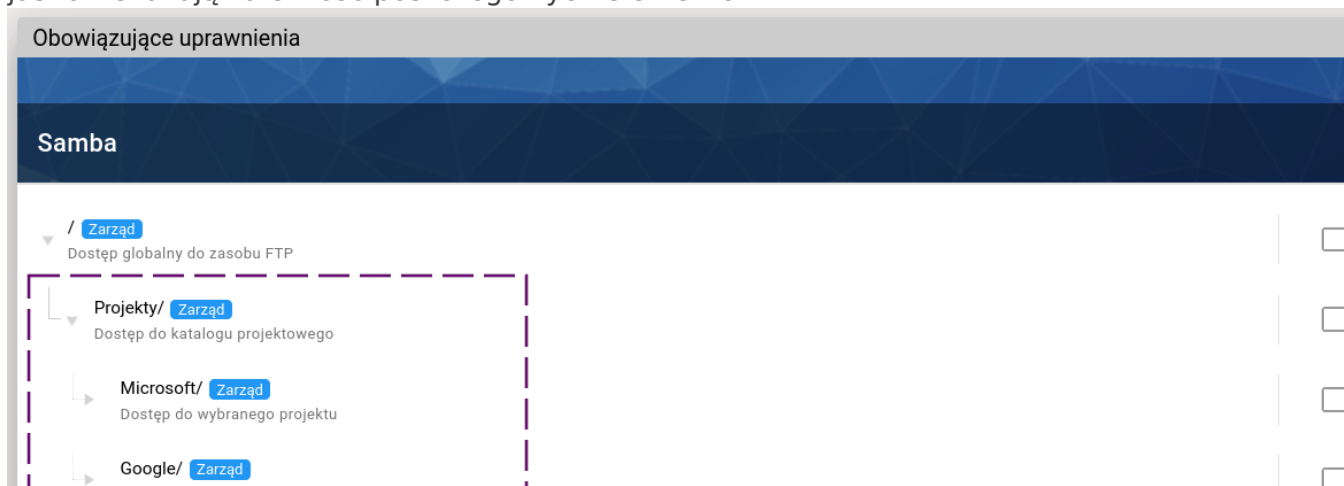 Obowiązujące uprawnienia
Samba
/ Zarząd
Dostęp globalny do zasobu FTP
Projekty/ Zarząd
Dostęp do katalogu projektowego
Microsoft/ Zarząd
Dostęp do wybranego projektu
Google/ Zarząd